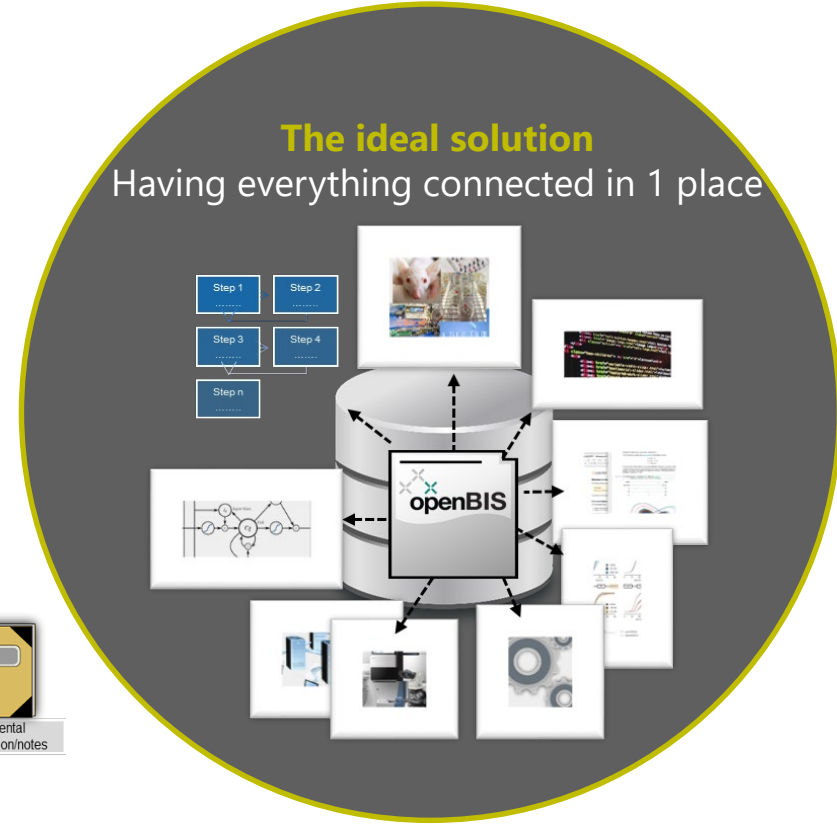 The ideal solution
Having everything connected in 1 place
Step 1
........
Step 2
........
Step 3
........
Step 4
........
Step n
........
openBIS
ental
on/notes